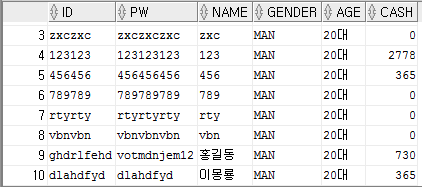 ID PW NAME GENDER AGE CASH
3 zxczxc zxczxczxc zxc MAN 20대 0
4 123123 123123123 123 MAN 20대 2778
5 456456 456456456 456 MAN 20대 365
6 789789 789789789 789 MAN 20대 0
7 rtyrty rtyrtyrty rty MAN 20대 0
8 vbnvbn vbnvbnvbn vbn MAN 20대 0
9 ghdrlfehd votmdnjem12 홍길동 MAN 20대 730
10 dlahdfyd dlahdfyd 이몽룡 MAN 20대 365